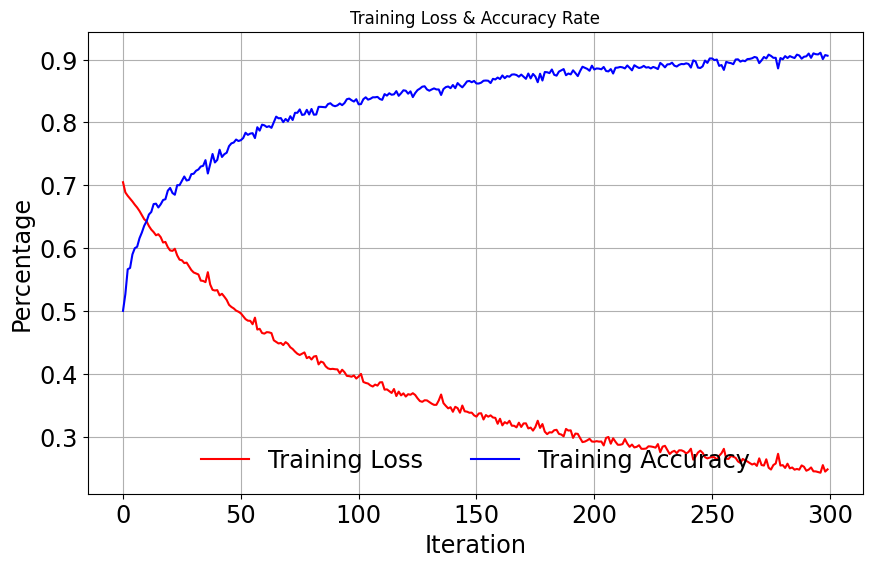 Training Loss & Accuracy Rate
0.9
0.8
0.7
0.6
0.5
0.4
0.3
Percentage
Training Loss Training Accuracy
0 50 100 150 200 250 300
Iteration